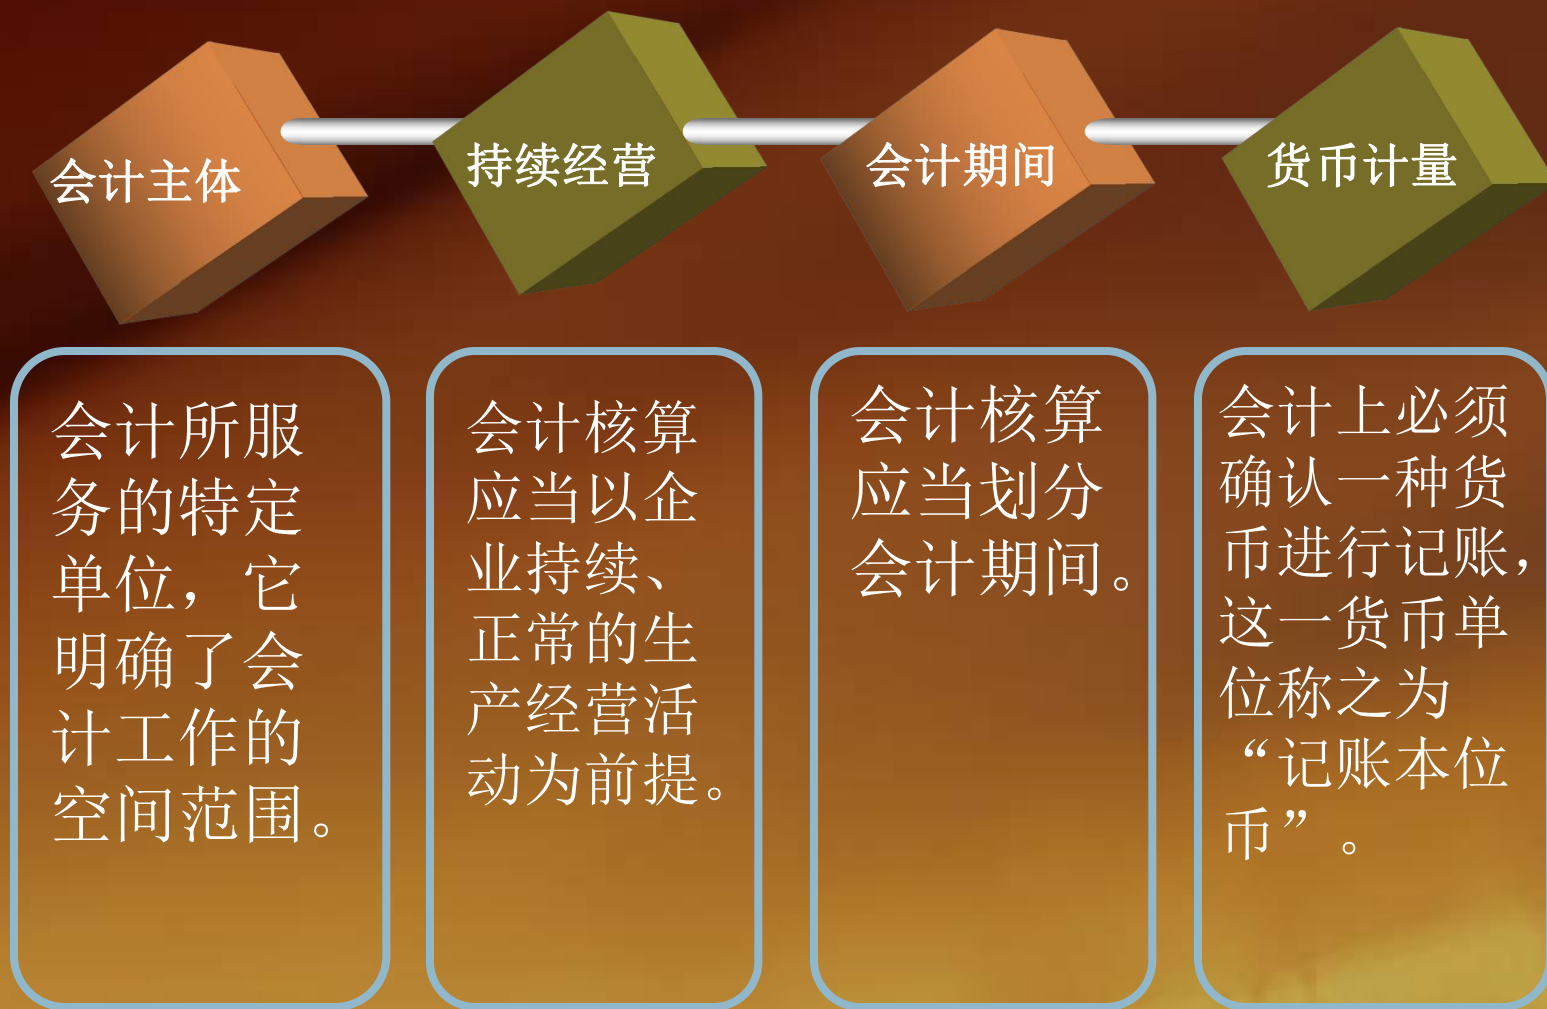 会计主体
持续经营
会计期间
货币计量
会计所服
务的特定
单位，它
明确了会
计工作的
空间范围。
会计核算
应当以企
业持续、
正常的生
产经营活
动为前提。
会计核算
应当划分
会计期间。
会计上必须
确认一种货
币进行记账，
这一货币单
位称之为
“记账本位
币”。